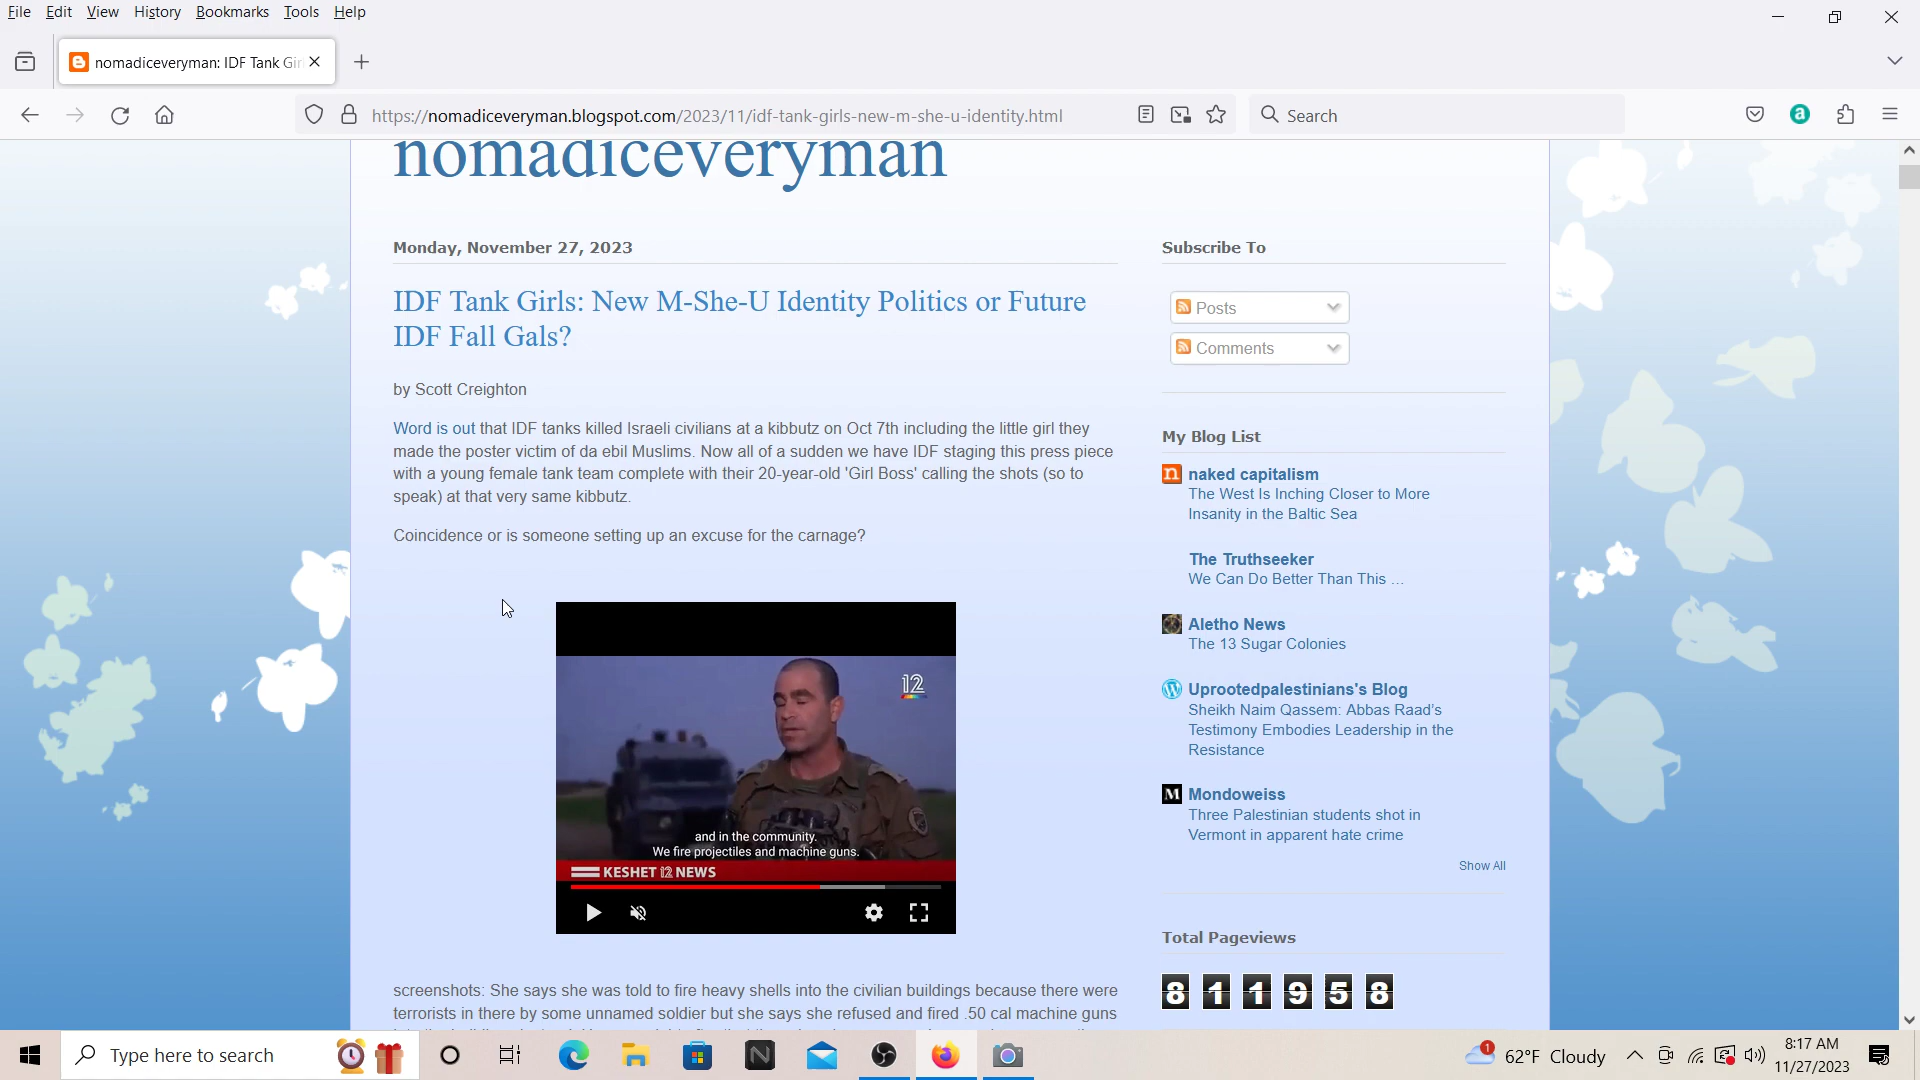 File Edit View History Bookmarks Tools Help
nomadiceveryman: IDF Tank Gir
https://nomadiceveryman.blogspot.com/2023/11/idf-tank-girls-new-m-she-u-identity.html
Search
nomadiceveryman
Monday, November 27, 2023
IDF Tank Girls: New M-She-U Identity Politics or Future
IDF Fall Gals?
by Scott Creighton
Word is out that IDF tanks killed Israeli civilians at a kibbutz on Oct 7th including the little girl they
made the poster victim of da ebil Muslims. Now all of a sudden we have IDF staging this press piece
with a young female tank team complete with their 20-year-old 'Girl Boss' calling the shots (so to
speak) at that very same kibbutz.
Coincidence or is someone setting up an excuse for the carnage?
12
and in the community.
We fire projectiles and machine guns.
KESHET 12 NEWS
screenshots: She says she was told to fire heavy shells into the civilian buildings because there were
terrorists in there by some unnamed soldier but she says she refused and fired .50 cal machine guns
Subscribe To
Posts
Comments
My Blog List
naked capitalism
The West Is Inching Closer to More
Insanity in the Baltic Sea
The Truthseeker
We Can Do Better Than This ...
Aletho News
The 13 Sugar Colonies
Uprootedpalestinians's Blog
Sheikh Naim Qassem: Abbas Raad's
Testimony Embodies Leadership in the
Resistance
Mondoweiss
Three Palestinian students shot in
Vermont in apparent hate crime
Show All
Total Pageviews
811958
Type here to search
1
62°F Cloudy
8:17 AM
11/27/2023